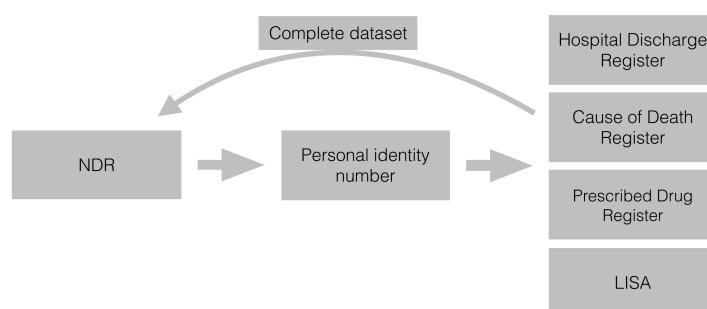 Complete dataset
NDR
Personal identity
number
Hospital Discharge
Register
Cause of Death
Register
Prescribed Drug
Register
LISA